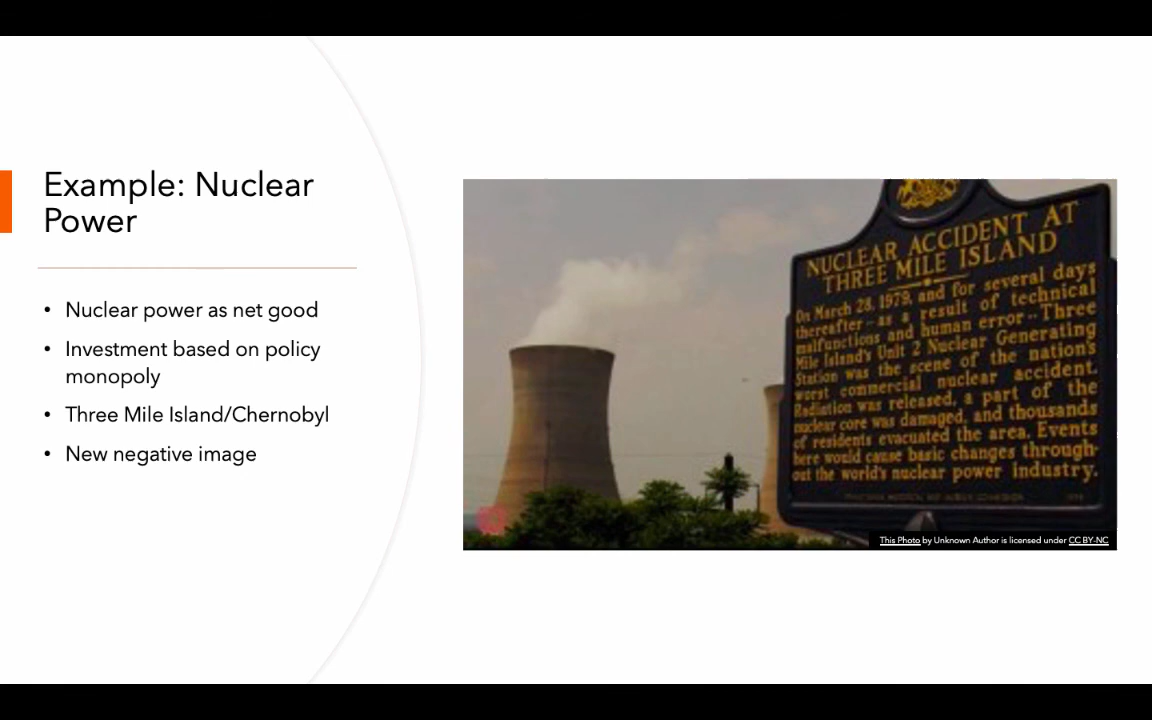 Example: Nuclear
Power
• Nuclear power as net good
• Investment based on policy
monopoly
• Three Mile Island/Chernobyl
• New negative image
NUCLEAR ACCIDENT AT
THREE MILE ISLAND
On March 28, 1979, and for several days
thereafter - as a result of technical
malfunctions and human error - Three
Mile Island's Unit 2 Nuclear Generating
Station was the scene of the nation's
worst commercial nuclear accident.
Radiation was released, a part of the
nuclear core was damaged, and thousands
of residents evacuated the area. Events
here would cause basic changes through-
out the world's nuclear power industry.
This Photo by Unknown Author is licensed under CC BY-NC